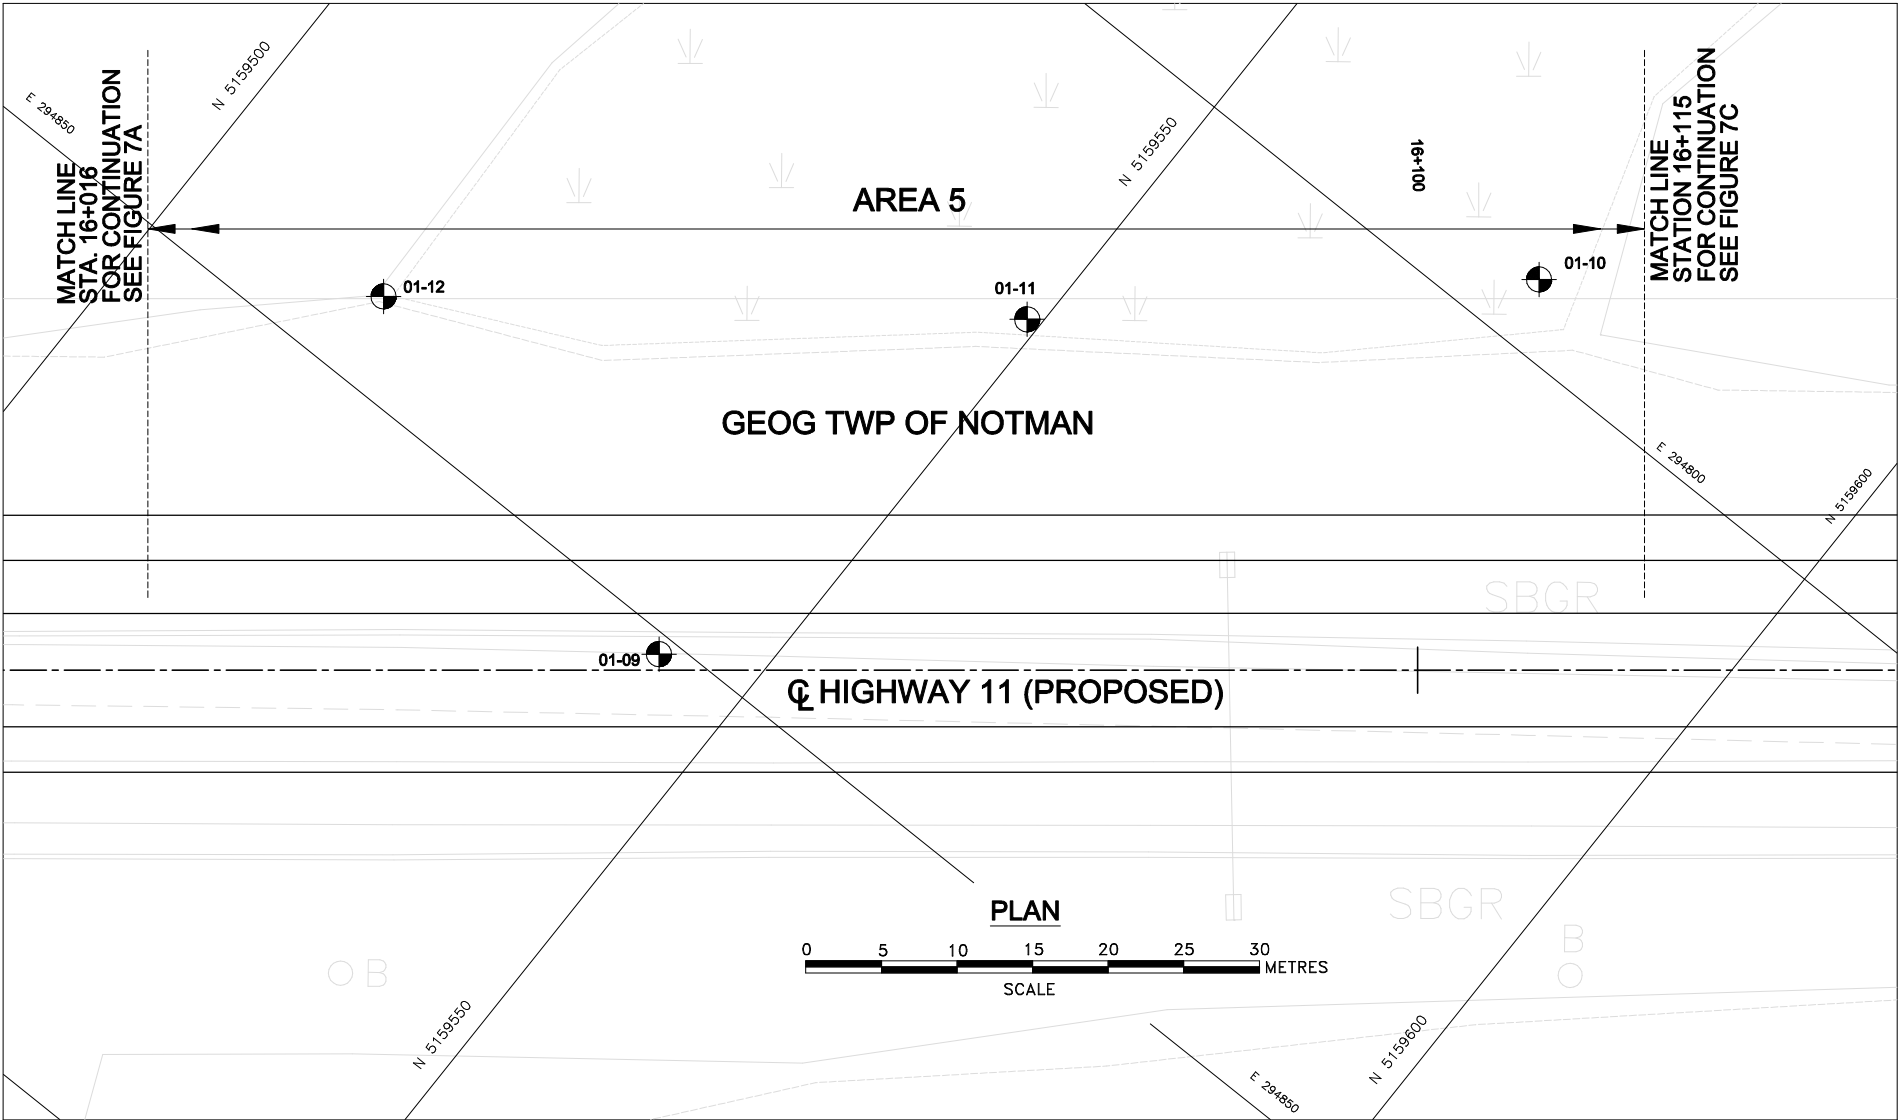 N 5159500
E 294850
MATCH LINE
STA. 16+016
FOR CONTINUATION
SEE FIGURE 7A
N 5159550
16+100
MATCH LINE
STATION 16+115
FOR CONTINUATION
SEE FIGURE 7C
AREA 5
01-12
01-11
01-10
GEOG TWP OF NOTMAN
E 294800
N 5159600
SBGR
01-09
℄ HIGHWAY 11 (PROPOSED)
PLAN
SBGR
0 5 10 15 20 25 30
METRES
SCALE
B
B
N 5159550
N 5159600
E 294850